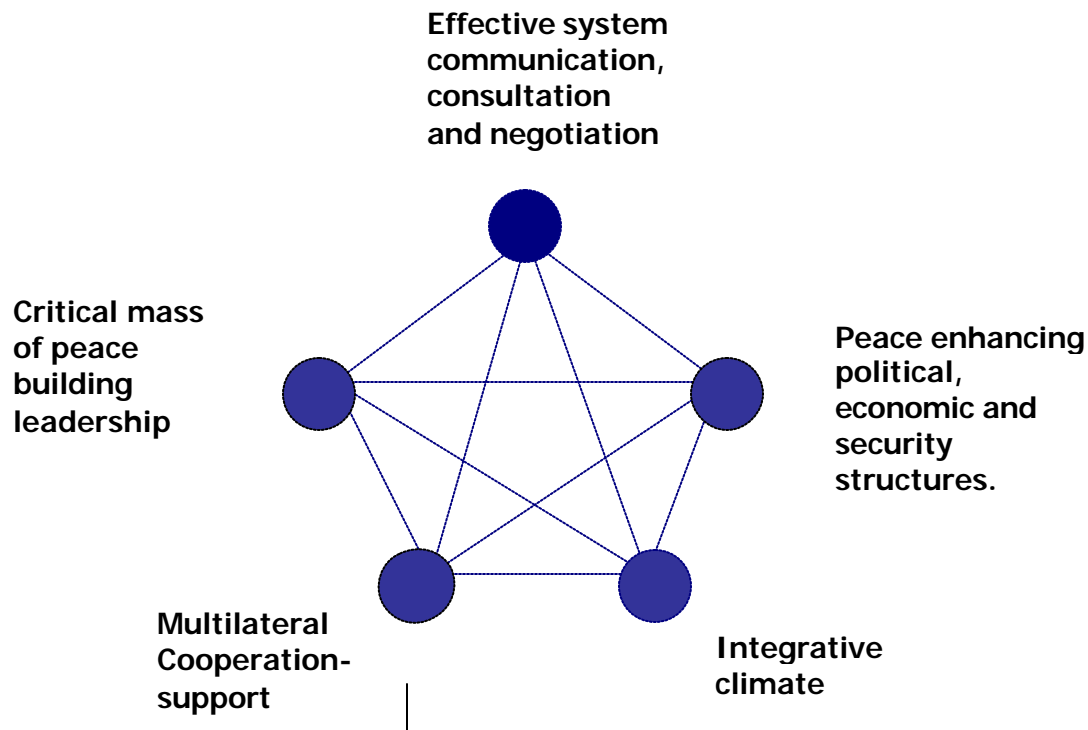 Effective system
communication,
consultation
and negotiation
Critical mass
of peace
building
leadership
Peace enhancing
political,
economic and
security
structures.
Multilateral
Cooperation-
support
Integrative
climate